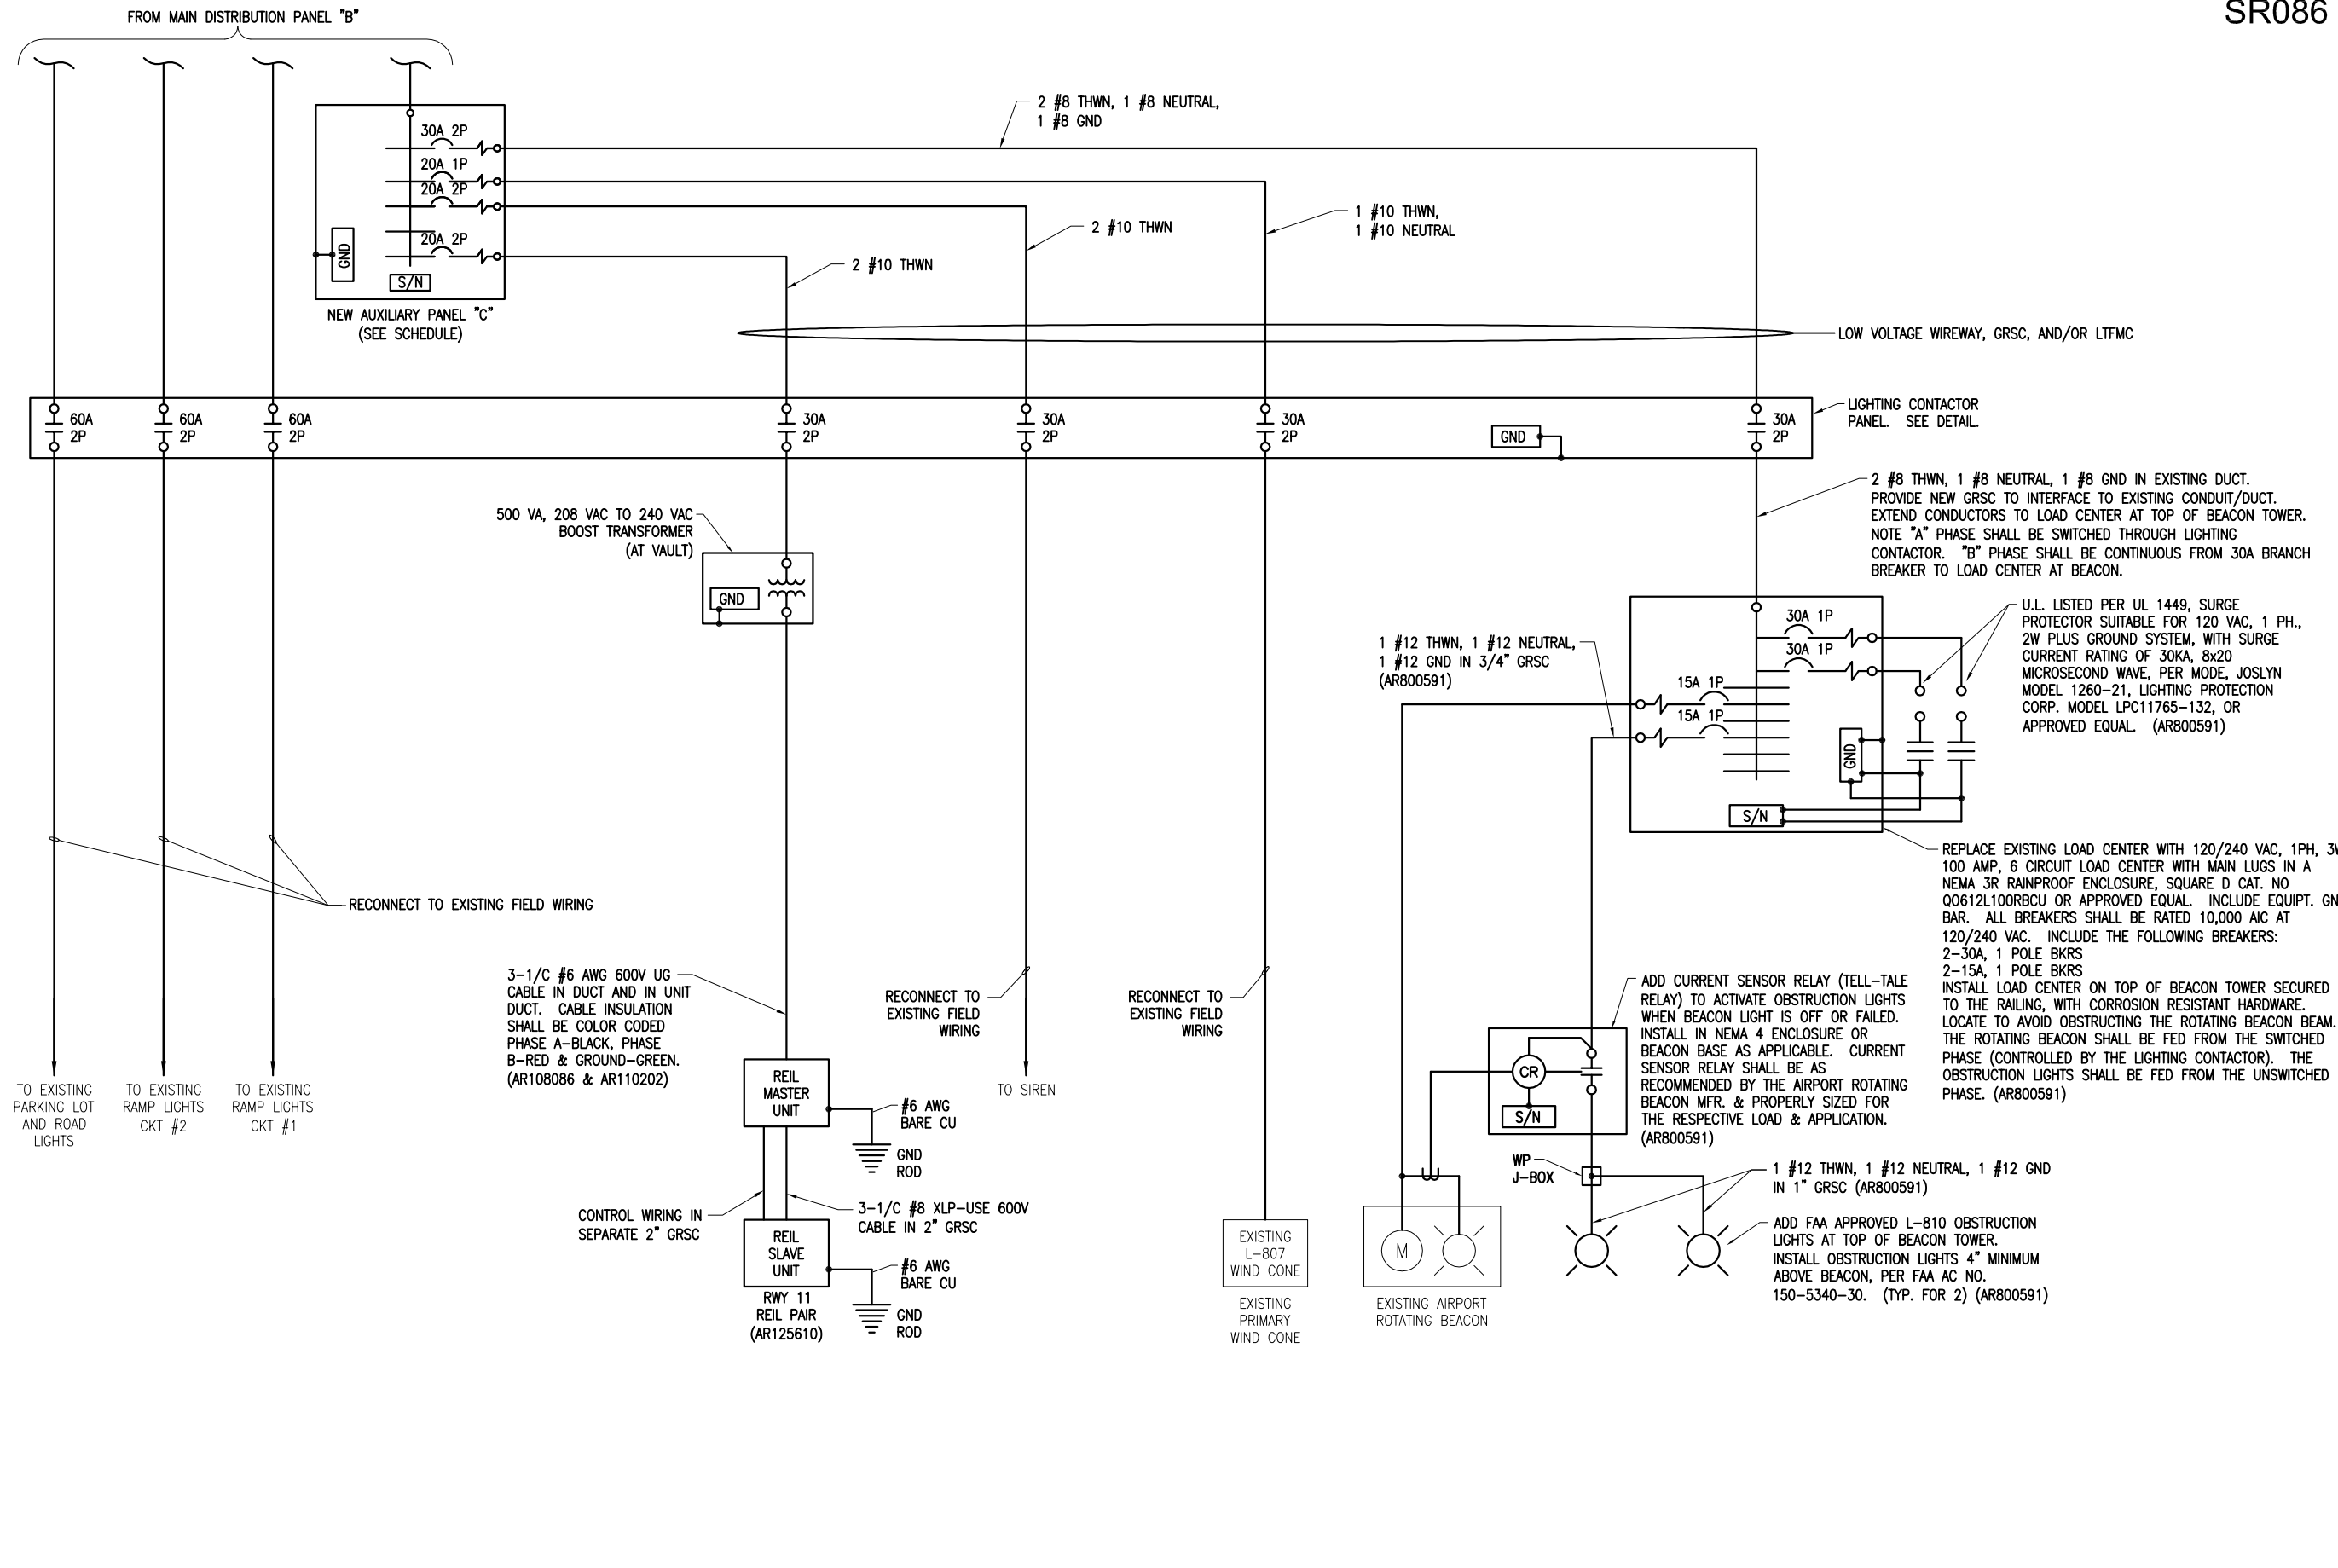 SR086
FROM MAIN DISTRIBUTION PANEL "B"
2 #8 THWN, 1 #8 NEUTRAL,
1 #8 GND
30A 2P
20A 1P
20A 2P
20A 2P
GND
S/N
NEW AUXILIARY PANEL "C"
(SEE SCHEDULE)
1 #10 THWN,
1 #10 NEUTRAL
2 #10 THWN
2 #10 THWN
LOW VOLTAGE WIREWAY, GRSC, AND/OR LTFMC
60A
2P
60A
2P
60A
2P
30A
2P
30A
2P
30A
2P
GND
30A
2P
LIGHTING CONTACTOR
PANEL. SEE DETAIL.
2 #8 THWN, 1 #8 NEUTRAL, 1 #8 GND IN EXISTING DUCT.
PROVIDE NEW GRSC TO INTERFACE TO EXISTING CONDUIT/DUCT.
EXTEND CONDUCTORS TO LOAD CENTER AT TOP OF BEACON TOWER.
NOTE "A" PHASE SHALL BE SWITCHED THROUGH LIGHTING
CONTACTOR. "B" PHASE SHALL BE CONTINUOUS FROM 30A BRANCH
BREAKER TO LOAD CENTER AT BEACON.
500 VA, 208 VAC TO 240 VAC
BOOST TRANSFORMER
(AT VAULT)
GND
30A 1P
30A 1P
15A 1P
15A 1P
GND
S/N
U.L. LISTED PER UL 1449, SURGE
PROTECTOR SUITABLE FOR 120 VAC, 1 PH.,
2W PLUS GROUND SYSTEM, WITH SURGE
CURRENT RATING OF 30KA, 8x20
MICROSECOND WAVE, PER MODE, JOSLYN
MODEL 1260-21, LIGHTING PROTECTION
CORP. MODEL LPC11765-132, OR
APPROVED EQUAL. (AR800591)
1 #12 THWN, 1 #12 NEUTRAL,
1 #12 GND IN 3/4" GRSC
(AR800591)
REPLACE EXISTING LOAD CENTER WITH 120/240 VAC, 1PH, 3W
100 AMP, 6 CIRCUIT LOAD CENTER WITH MAIN LUGS IN A
NEMA 3R RAINPROOF ENCLOSURE, SQUARE D CAT. NO
QO612L100RBCU OR APPROVED EQUAL. INCLUDE EQUIPT. GN
BAR. ALL BREAKERS SHALL BE RATED 10,000 AIC AT
120/240 VAC. INCLUDE THE FOLLOWING BREAKERS:
2-30A, 1 POLE BKRS
2-15A, 1 POLE BKRS
INSTALL LOAD CENTER ON TOP OF BEACON TOWER SECURED
TO THE RAILING, WITH CORROSION RESISTANT HARDWARE.
LOCATE TO AVOID OBSTRUCTING THE ROTATING BEACON BEAM.
THE ROTATING BEACON SHALL BE FED FROM THE SWITCHED
PHASE (CONTROLLED BY THE LIGHTING CONTACTOR). THE
OBSTRUCTION LIGHTS SHALL BE FED FROM THE UNSWITCHED
PHASE. (AR800591)
RECONNECT TO EXISTING FIELD WIRING
3-1/C #6 AWG 600V UG
CABLE IN DUCT AND IN UNIT
DUCT. CABLE INSULATION
SHALL BE COLOR CODED
PHASE A-BLACK, PHASE
B-RED & GROUND-GREEN.
(AR108086 & AR110202)
RECONNECT TO
EXISTING FIELD
WIRING
RECONNECT TO
EXISTING FIELD
WIRING
ADD CURRENT SENSOR RELAY (TELL-TALE
RELAY) TO ACTIVATE OBSTRUCTION LIGHTS
WHEN BEACON LIGHT IS OFF OR FAILED.
INSTALL IN NEMA 4 ENCLOSURE OR
BEACON BASE AS APPLICABLE. CURRENT
SENSOR RELAY SHALL BE AS
RECOMMENDED BY THE AIRPORT ROTATING
BEACON MFR. & PROPERLY SIZED FOR
THE RESPECTIVE LOAD & APPLICATION.
(AR800591)
CR
S/N
TO EXISTING
PARKING LOT
AND ROAD
LIGHTS
TO EXISTING
RAMP LIGHTS
CKT #2
TO EXISTING
RAMP LIGHTS
CKT #1
REIL
MASTER
UNIT
#6 AWG
BARE CU
GND
ROD
TO SIREN
WP
J-BOX
1 #12 THWN, 1 #12 NEUTRAL, 1 #12 GND
IN 1" GRSC (AR800591)
CONTROL WIRING IN
SEPARATE 2" GRSC
3-1/C #8 XLP-USE 600V
CABLE IN 2" GRSC
REIL
SLAVE
UNIT
#6 AWG
BARE CU
GND
ROD
RWY 11
REIL PAIR
(AR125610)
EXISTING
L-807
WIND CONE
EXISTING
PRIMARY
WIND CONE
M
EXISTING AIRPORT
ROTATING BEACON
ADD FAA APPROVED L-810 OBSTRUCTION
LIGHTS AT TOP OF BEACON TOWER.
INSTALL OBSTRUCTION LIGHTS 4" MINIMUM
ABOVE BEACON, PER FAA AC NO.
150-5340-30. (TYP. FOR 2) (AR800591)